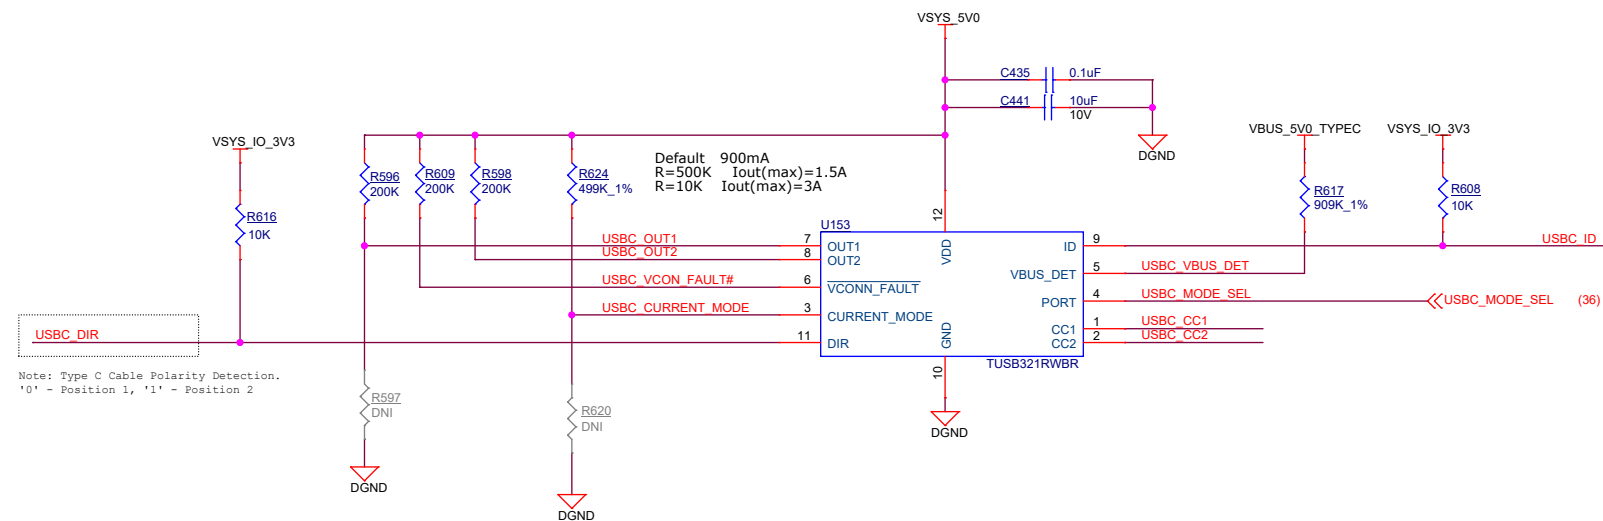 VSYS_5V0
C435 0.1uF
C441 10uF
10V
DGND
VSYS_IO_3V3
VBUS_5V0_TYPEC
VSYS_IO_3V3
R596
200K
R609
200K
R598
200K
R624
499K_1%
Default 900mA
R=500K Iout(max)=1.5A
R=10K Iout(max)=3A
R616
10K
R617
909K_1%
R608
10K
U153
12
VDD
USBC_OUT1 7 OUT1
USBC_OUT2 8 OUT2
USBC_VCON_FAULT# 6 VCONN_FAULT
USBC_CURRENT_MODE 3 CURRENT_MODE
11 DIR
GND
10
ID 9 USBC_ID
VBUS_DET 5 USBC_VBUS_DET
PORT 4 USBC_MODE_SEL USBC_MODE_SEL (36)
CC1 1 USBC_CC1
CC2 2 USBC_CC2
TUSB321RWBR
USBC_DIR
Note: Type C Cable Polarity Detection.
'0' - Position 1, '1' - Position 2
R597
DNI
R620
DNI
DGND
DGND
DGND